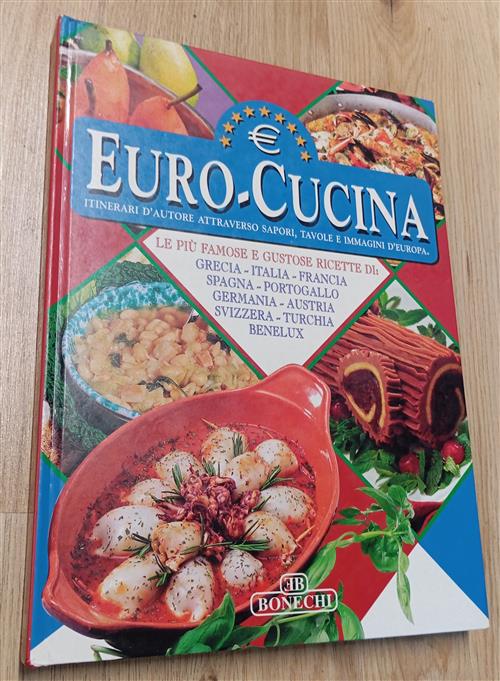 €
EURO-CUCINA
ITINERARI D'AUTORE ATTRAVERSO SAPORI, TAVOLE E IMMAGINI D'EUROPA.
LE PIÙ FAMOSE E GUSTOSE RICETTE DI:
GRECIA - ITALIA - FRANCIA
SPAGNA - PORTOGALLO
GERMANIA - AUSTRIA
SVIZZERA - TURCHIA
BENELUX
EB
BONECHI